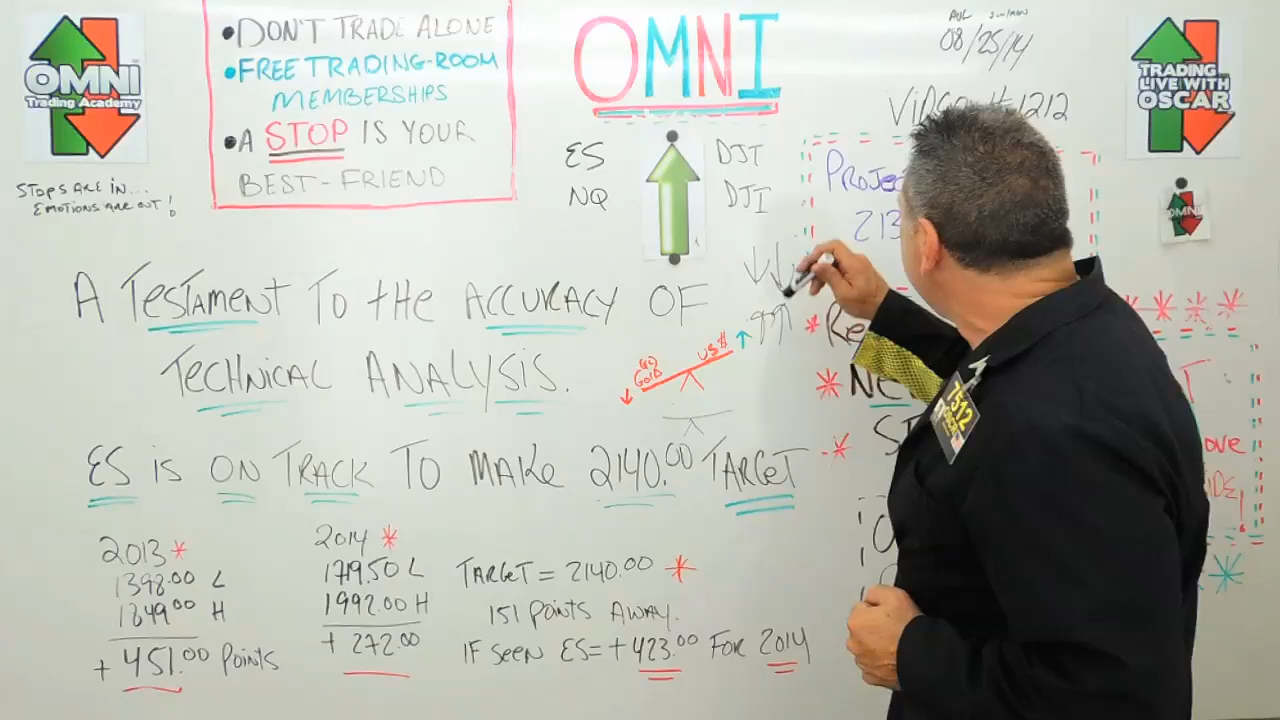 OMNI
Trading Academy
STOPS ARE IN...
EMOTIONS ARE OUT!
• DON'T TRADE ALONE
• FREE TRADING-ROOM
MEMBERSHIPS
• A STOP IS YOUR
BEST-FRIEND
OMNI
ES
NQ
DJT
DJI
08/25/14
1212
TRADING
LIVE WITH
OSCAR
OMNI
A TESTAMENT TO THE ACCURACY OF
TECHNICAL ANALYSIS.
GOLD US$
ES IS ON TRACK TO MAKE 2140.00 TARGET
2013 *
1398.00 L
1849.00 H
+ 451.00 POINTS
2014 *
1719.50 L
1992.00 H
+ 272.00
TARGET = 2140.00 *
151 POINTS AWAY.
IF SEEN ES = + 423.00 FOR 2014
7512
OSCAR